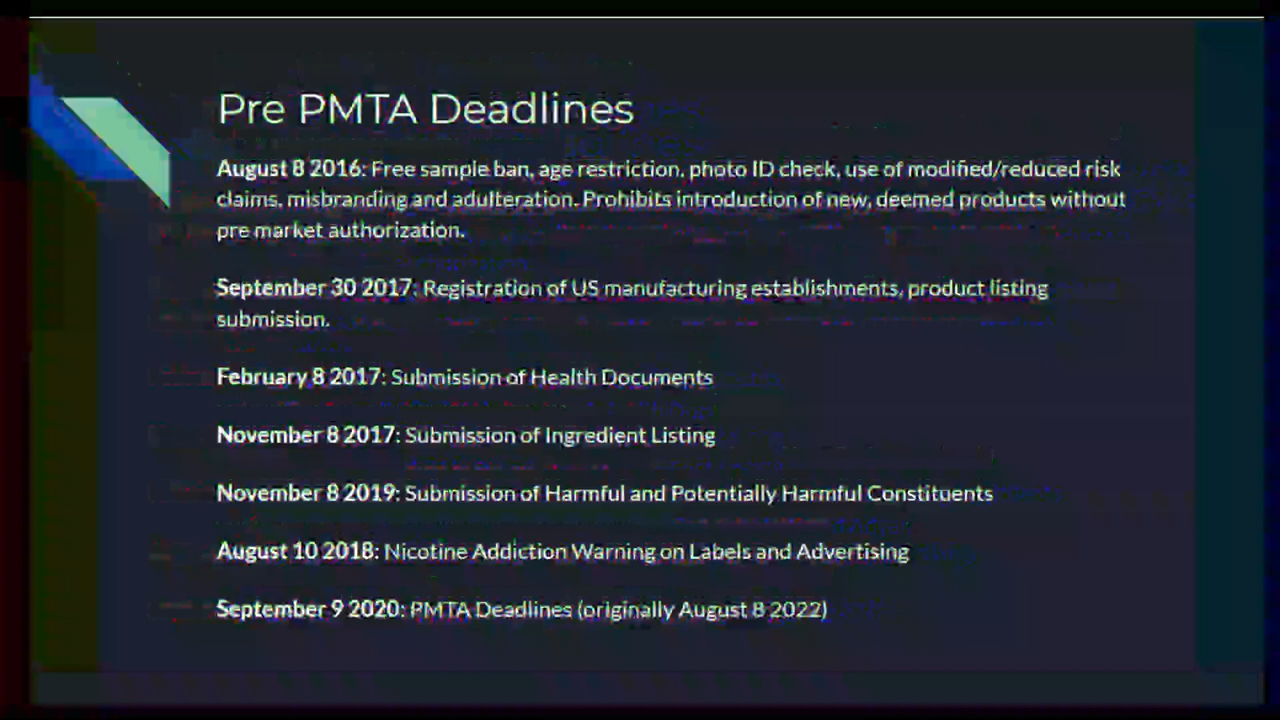 Pre PMTA Deadlines
August 8 2016: Free sample ban, age restriction, photo ID check, use of modified/reduced risk
claims, misbranding and adulteration. Prohibits introduction of new, deemed products without
pre market authorization.
September 30 2017: Registration of US manufacturing establishments, product listing
submission.
February 8 2017: Submission of Health Documents
November 8 2017: Submission of Ingredient Listing
November 8 2019: Submission of Harmful and Potentially Harmful Constituents
August 10 2018: Nicotine Addiction Warning on Labels and Advertising
September 9 2020: PMTA Deadlines (originally August 8 2022)